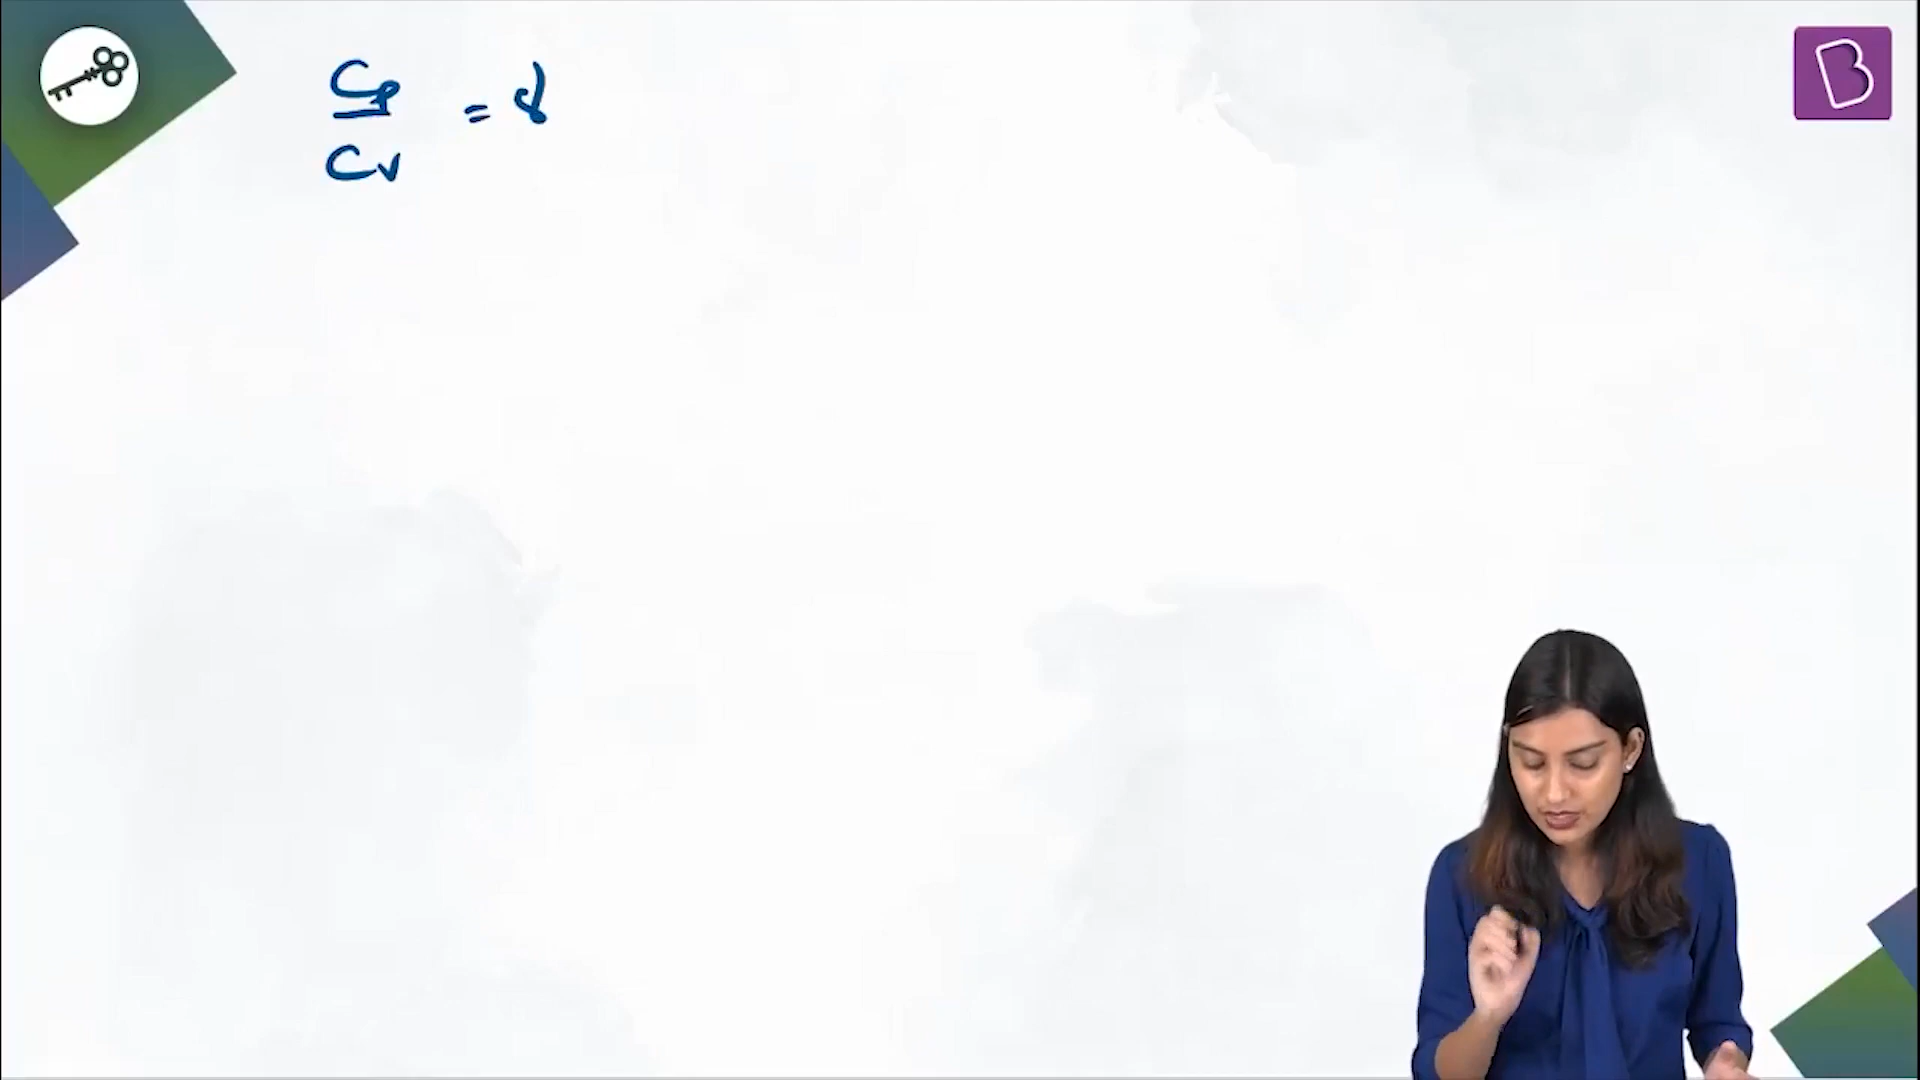 Cp
= γ
Cv
B